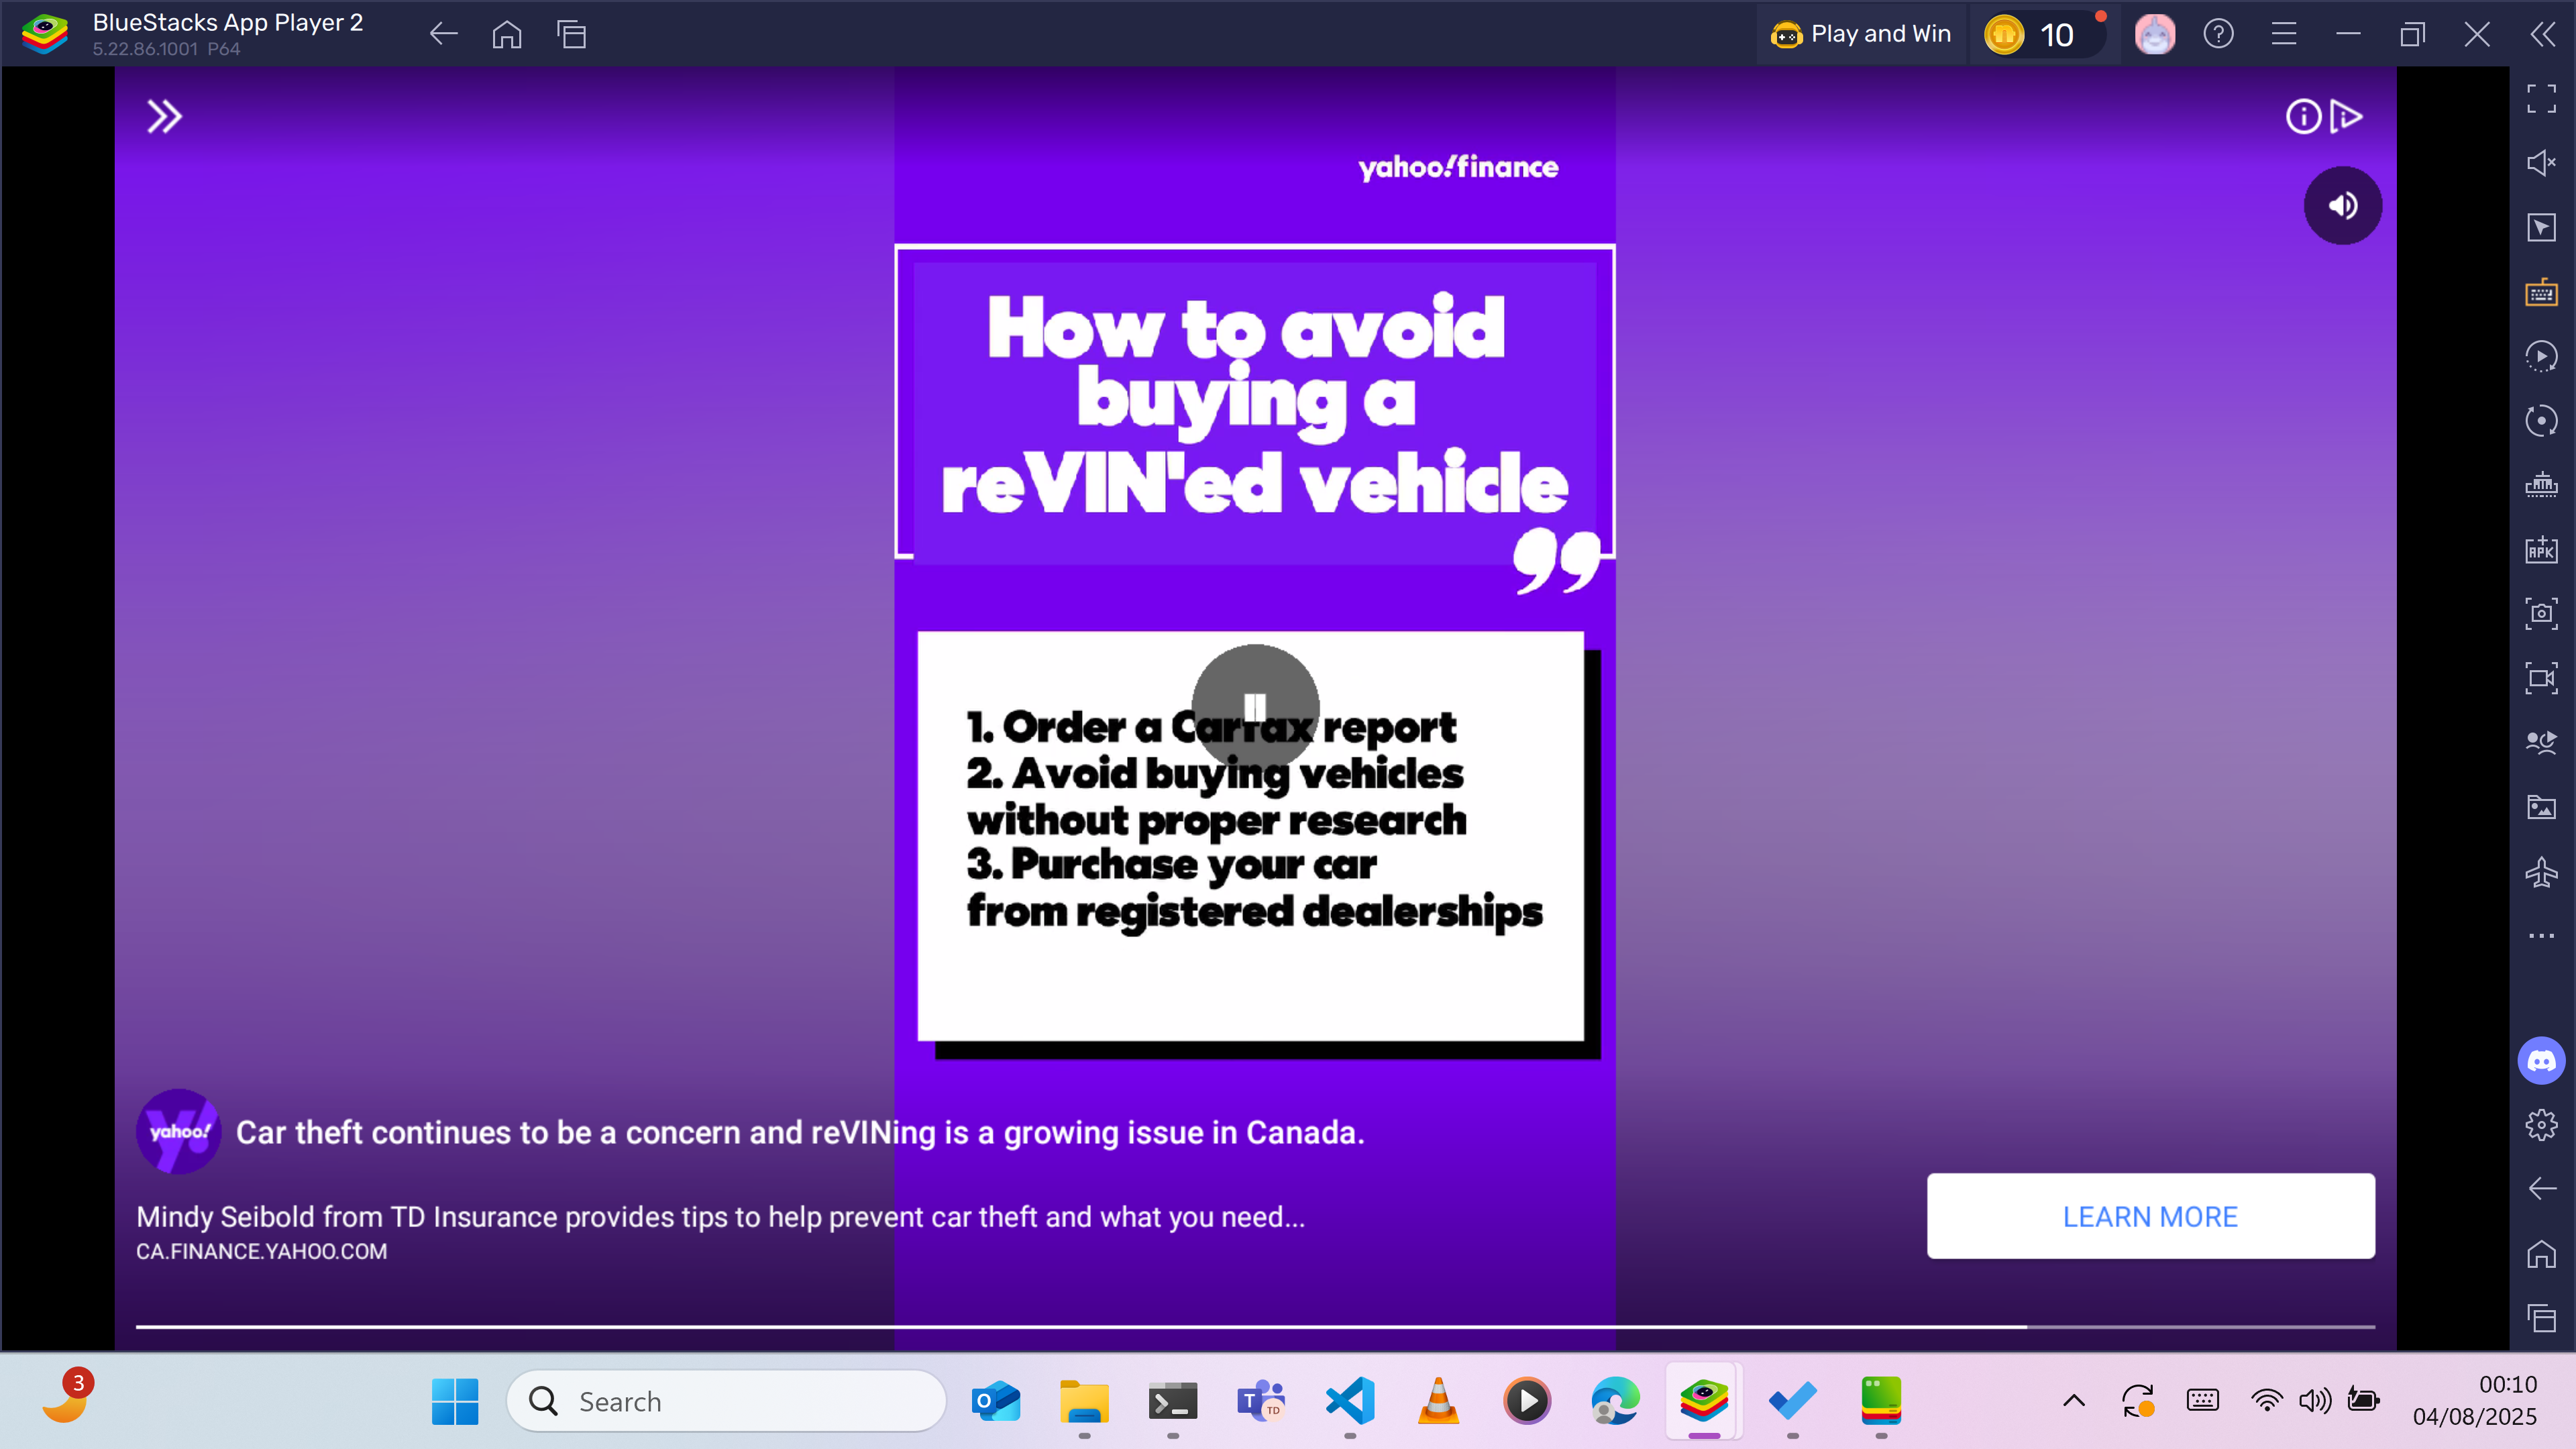 BlueStacks App Player 2
5.22.86.1001 P64
Play and Win
10
yahoo!finance
How to avoid
buying a
reVIN'ed vehicle
1. Order a Carfax report
2. Avoid buying vehicles
without proper research
3. Purchase your car
from registered dealerships
APK
yahoo!
Car theft continues to be a concern and reVINing is a growing issue in Canada.
Mindy Seibold from TD Insurance provides tips to help prevent car theft and what you need...
CA.FINANCE.YAHOO.COM
LEARN MORE
3
Search
TD
00:10
04/08/2025